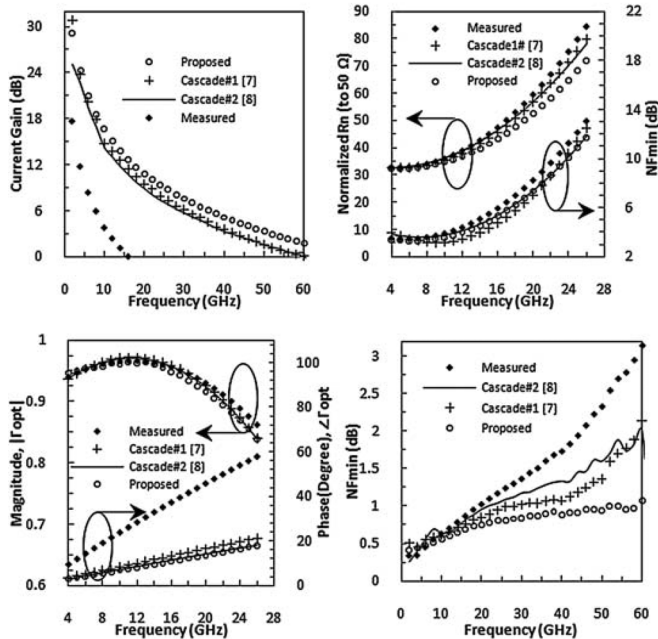 30
24
18
12
6
0
Current Gain (dB)
Proposed
Cascade#1 [7]
Cascade#2 [8]
Measured
0 10 20 30 40 50 60
Frequency (GHz)
90
80
70
60
50
40
30
20
10
0
Normalized Rn (to 50 Ω)
Measured
Cascade1# [7]
Cascade#2 [8]
Proposed
22
18
14
10
6
2
NFmin (dB)
4 8 12 16 20 24 28
Frequency (GHz)
1
0.9
0.8
0.7
0.6
Magnitude, |Γopt|
Measured
Cascade#1 [7]
Cascade#2 [8]
Proposed
100
80
60
40
20
0
Phase(Degree), ∠Γopt
4 8 12 16 20 24 28
Frequency (GHz)
3
2.5
2
1.5
1
0.5
0
NFmin (dB)
Measured
Cascade#2 [8]
Cascade#1 [7]
Proposed
0 10 20 30 40 50 60
Frequency (GHz)